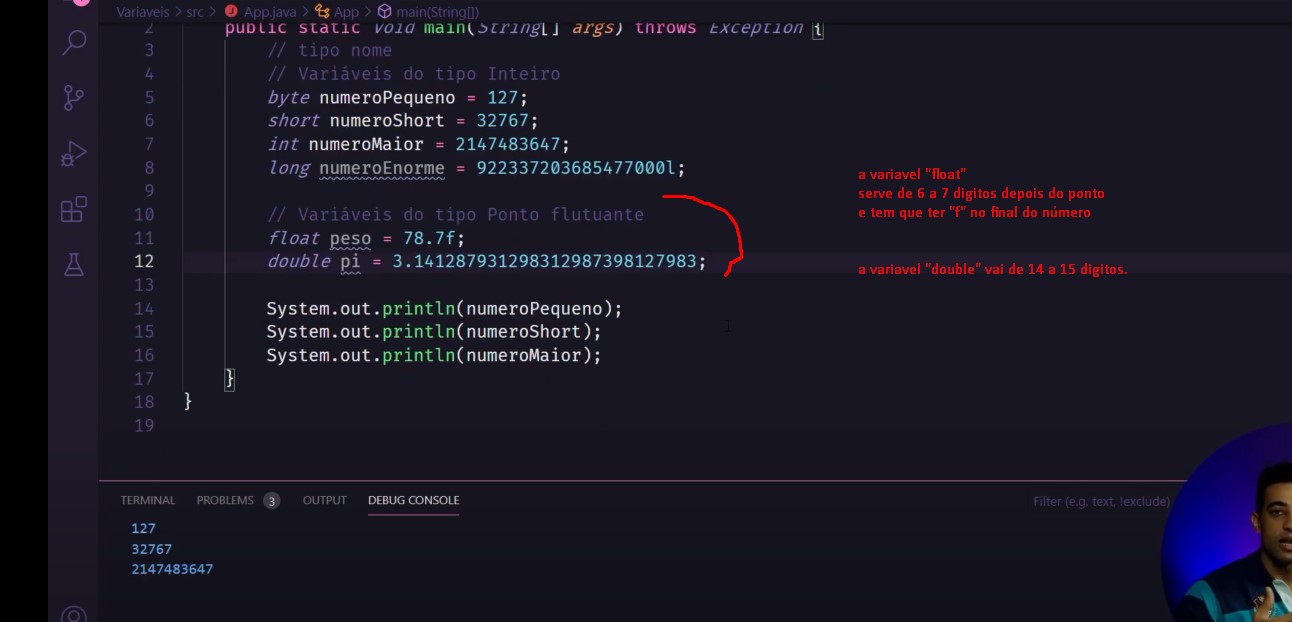 Variaveis > src > J App.java > App > main(String[])
2 public static void main(String[] args) throws Exception {
3 // tipo nome
4 // Variáveis do tipo Inteiro
5 byte numeroPequeno = 127;
6 short numeroShort = 32767;
7 int numeroMaior = 2147483647;
8 long numeroEnorme = 9223372036854477000l;
9
10 // Variáveis do tipo Ponto flutuante
11 float peso = 78.7f;
12 double pi = 3.141287931298312987398127983;
13
14 System.out.println(numeroPequeno);
15 System.out.println(numeroShort);
16 System.out.println(numeroMaior);
17 }
18 }
19
a variavel "float"
serve de 6 a 7 digitos depois do ponto
e tem que ter "f" no final do número
a variavel "double" vai de 14 a 15 digitos.
TERMINAL PROBLEMS 3 OUTPUT DEBUG CONSOLE Filter (e.g. text, !exclude)
127
32767
2147483647